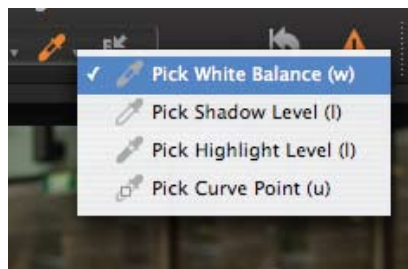 Pick White Balance (w)
Pick Shadow Level (l)
Pick Highlight Level (l)
Pick Curve Point (u)